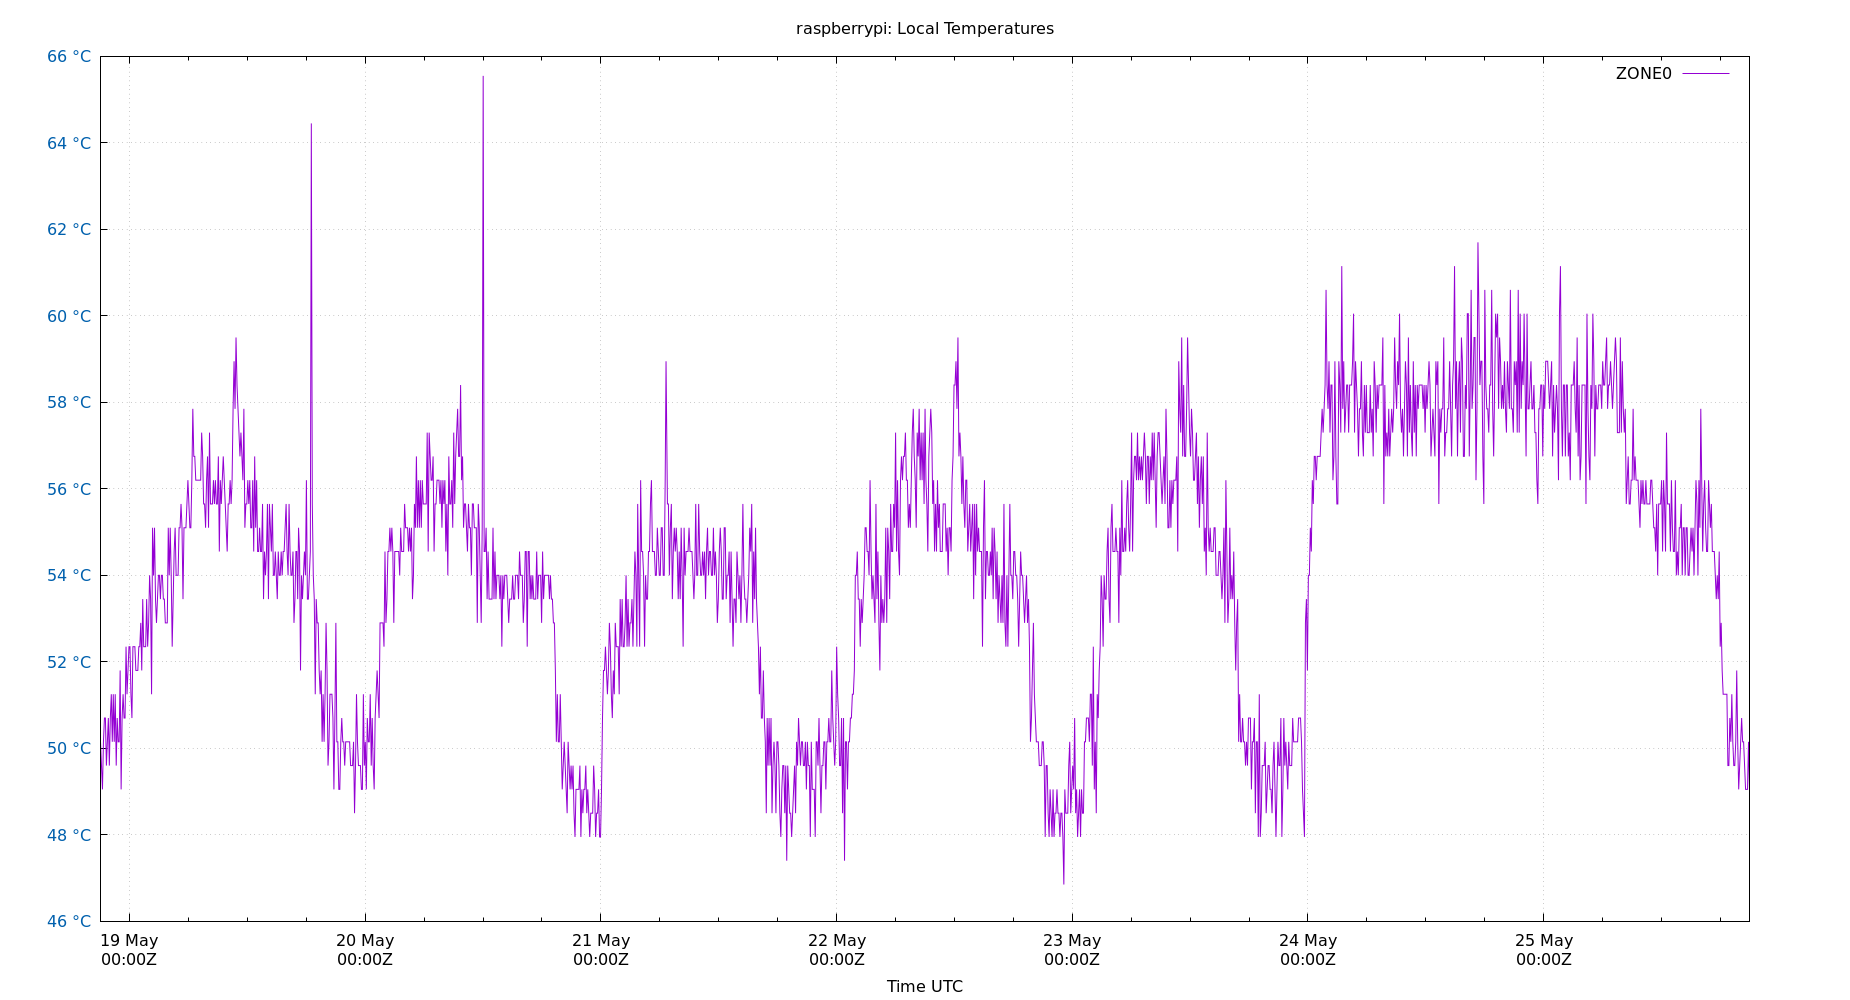 raspberrypi: Local Temperatures
66 °C
ZONE0
64 °C
62 °C
60 °C
58 °C
56 °C
54 °C
52 °C
50 °C
48 °C
46 °C
19 May 20 May 21 May 22 May 23 May 24 May 25 May
00:00Z 00:00Z 00:00Z 00:00Z 00:00Z 00:00Z 00:00Z
Time UTC